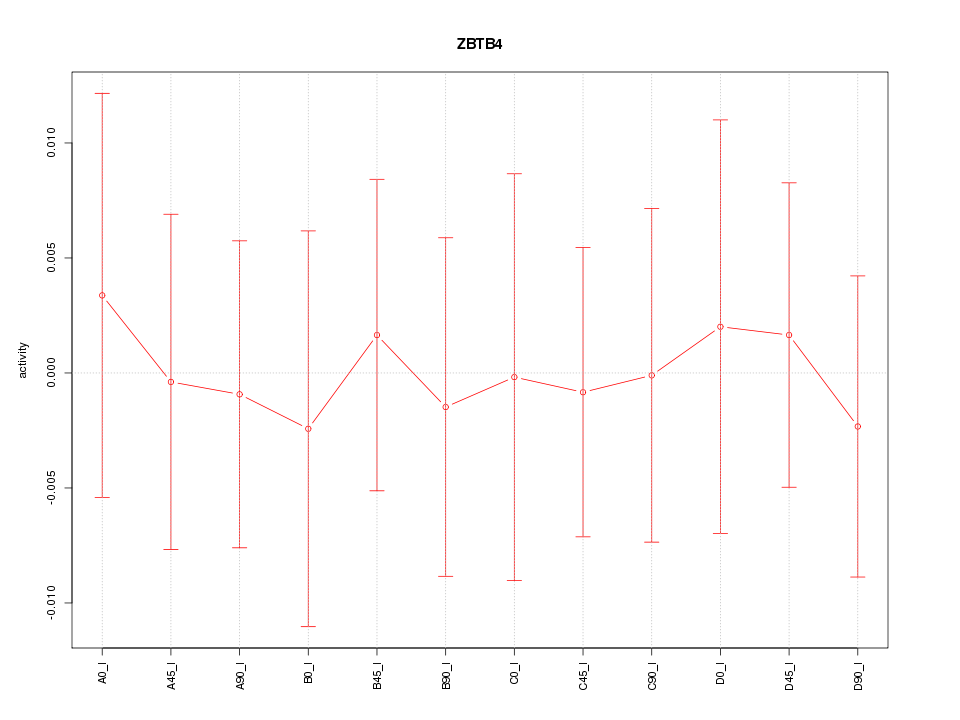 ZBTB4
activity
0.010
0.005
0.000
-0.005
-0.010
A0_I
A45_I
A90_I
B0_I
B45_I
B90_I
C0_I
C45_I
C90_I
D0_I
D45_I
D90_I